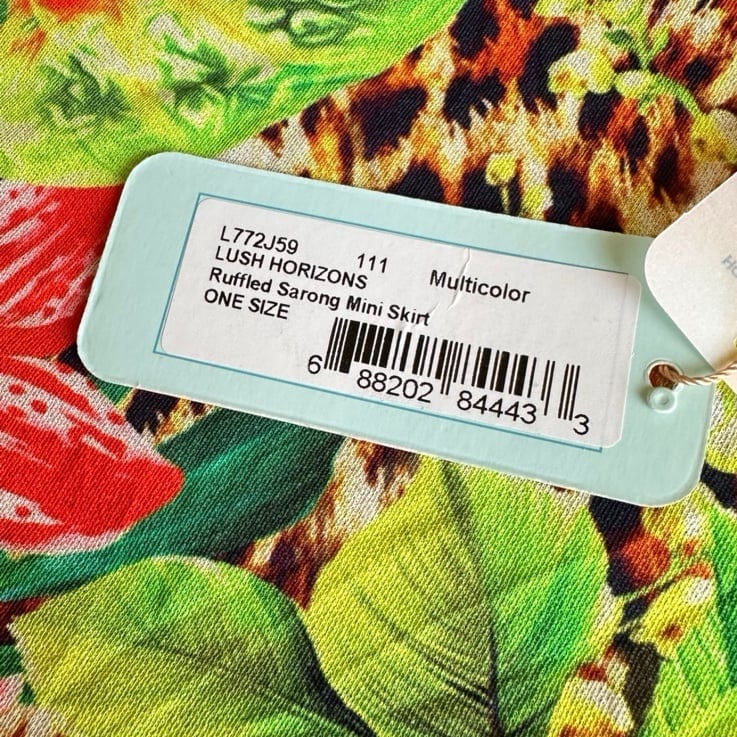 L772J59 111 Multicolor
LUSH HORIZONS
Ruffled Sarong Mini Skirt
ONE SIZE
6 88202 84443 3